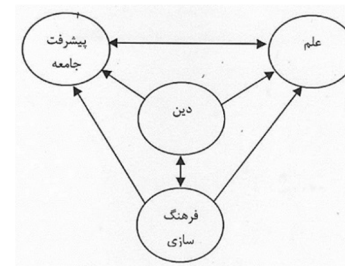 علم
پیشرفت
جامعه
دین
فرهنگ
سازی